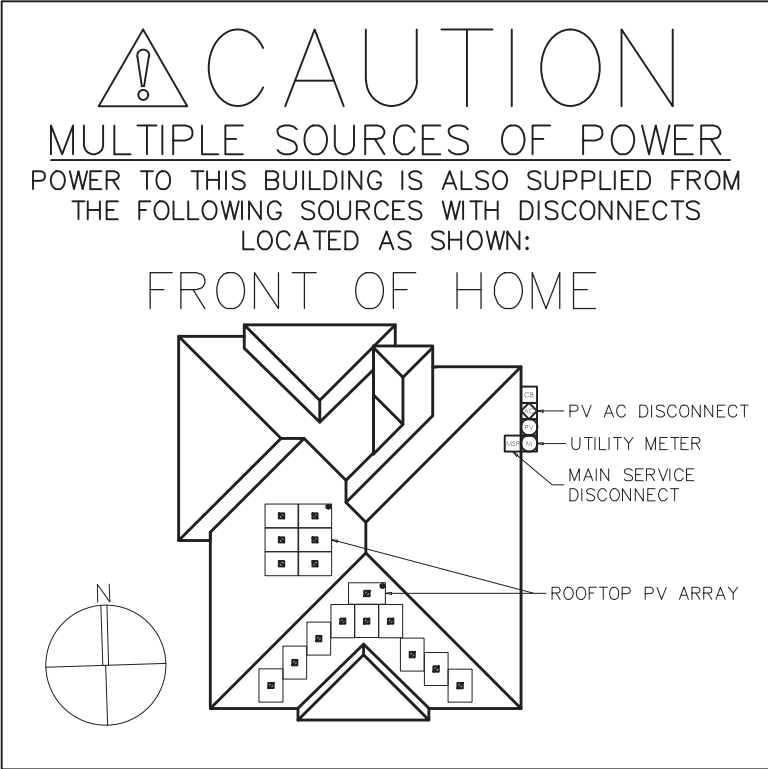 CAUTION
MULTIPLE SOURCES OF POWER
POWER TO THIS BUILDING IS ALSO SUPPLIED FROM
THE FOLLOWING SOURCES WITH DISCONNECTS
LOCATED AS SHOWN:
FRONT OF HOME
CB
AC
PV AC DISCONNECT
PV
MSP
M
UTILITY METER
MAIN SERVICE
DISCONNECT
ROOFTOP PV ARRAY
N